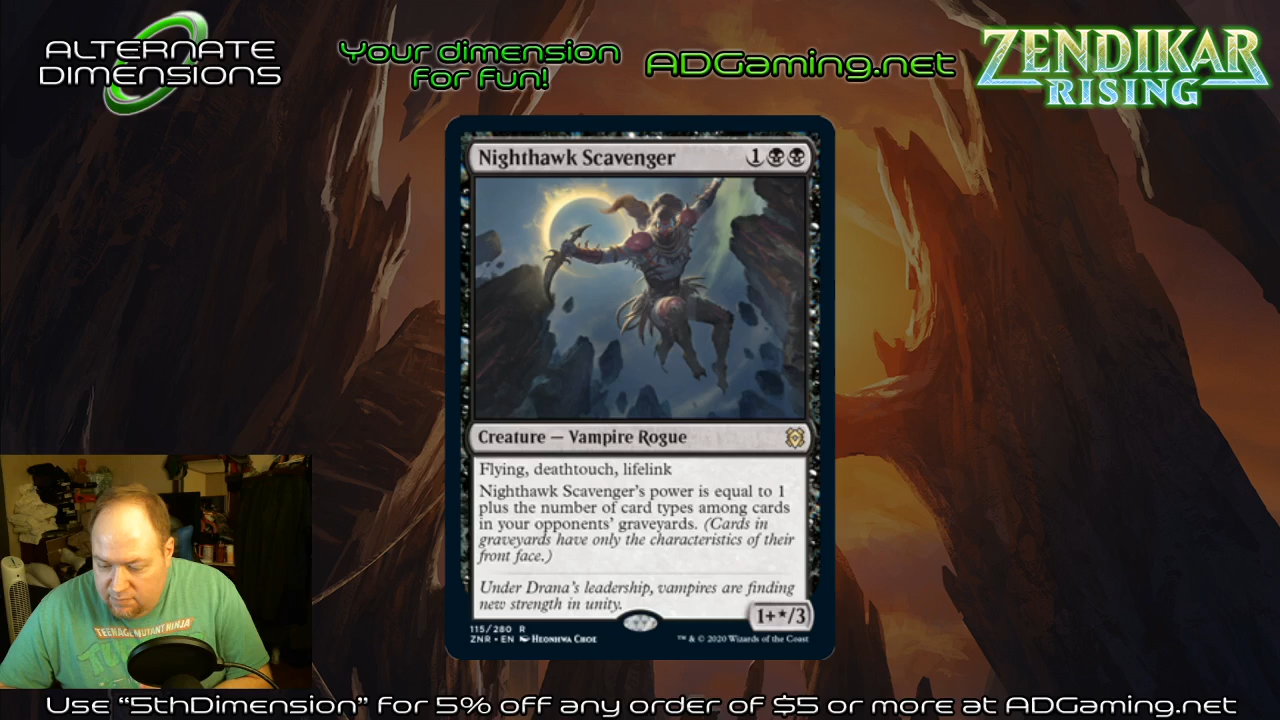 ALTERNATE
DIMENSIONS
Your dimension
for fun!
ADGaming.net
ZENDIKAR
RISING
Nighthawk Scavenger
1
Creature — Vampire Rogue
Flying, deathtouch, lifelink
Nighthawk Scavenger's power is equal to 1
plus the number of card types among cards
in your opponents' graveyards. (Cards in
graveyards have only the characteristics of their
front face.)
Under Drana's leadership, vampires are finding
new strength in unity.
1+*/3
115/280 R
ZNR • EN Heonhwa Choe
™ & © 2020 Wizards of the Coast
TEENAGE MUTANT NINJA
Use "5thDimension" for 5% off any order of $5 or more at ADGaming.net